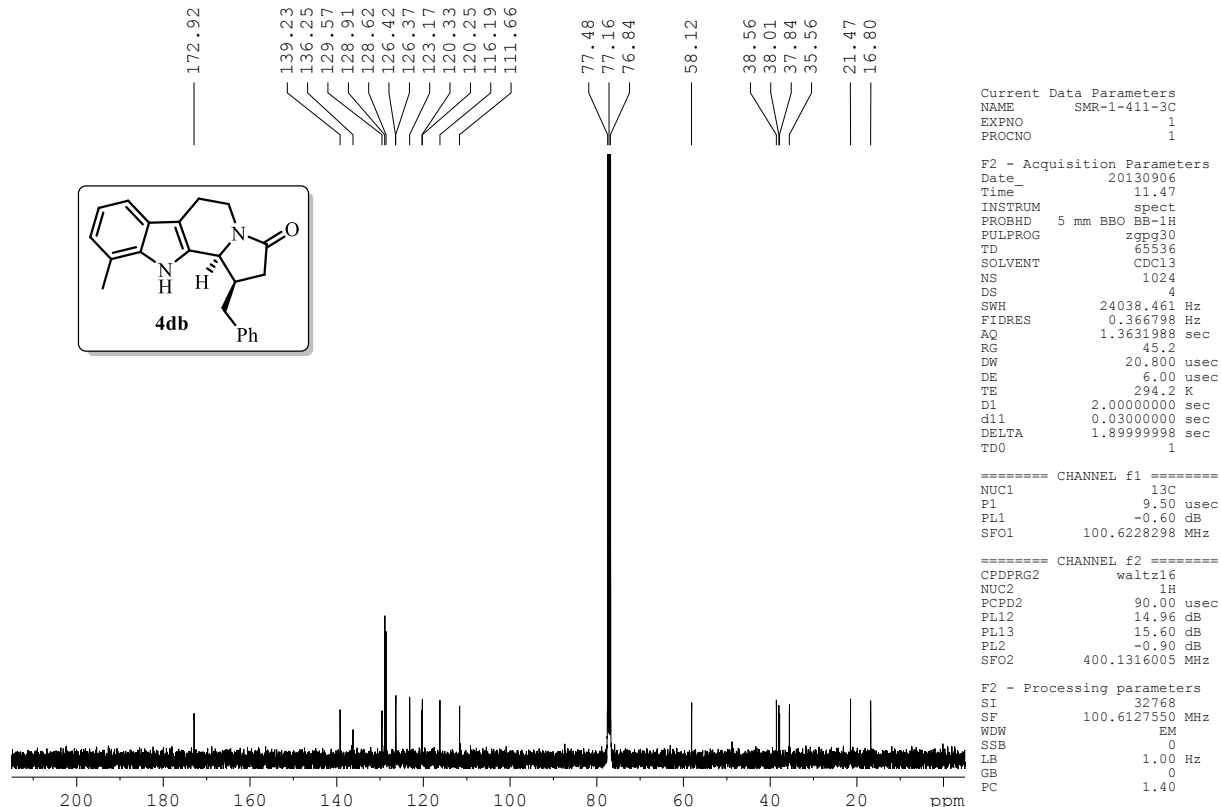 172.92
139.23
136.25
129.57
128.91
128.62
126.42
126.37
123.17
120.33
120.25
116.19
111.66
77.48
77.16
76.84
58.12
38.56
38.01
37.84
35.56
21.47
16.80
N
O
N
H
H
4db
Ph
200 180 160 140 120 100 80 60 40 20 ppm
Current Data Parameters
NAME SMR-1-411-3C
EXPNO 1
PROCNO 1
F2 - Acquisition Parameters
Date_ 20130906
Time 11.47
INSTRUM spect
PROBHD 5 mm BBO BB-1H
PULPROG zgpg30
TD 65536
SOLVENT CDCl3
NS 1024
DS 4
SWH 24038.461 Hz
FIDRES 0.366798 Hz
AQ 1.3631988 sec
RG 45.2
DW 20.800 usec
DE 6.00 usec
TE 294.2 K
D1 2.00000000 sec
d11 0.03000000 sec
DELTA 1.89999998 sec
TD0 1
======== CHANNEL f1 ========
NUC1 13C
P1 9.50 usec
PL1 -0.60 dB
SFO1 100.6228298 MHz
======== CHANNEL f2 ========
CPDPRG2 waltz16
NUC2 1H
PCPD2 90.00 usec
PL12 14.96 dB
PL13 15.60 dB
PL2 -0.90 dB
SFO2 400.1316005 MHz
F2 - Processing parameters
SI 32768
SF 100.6127550 MHz
WDW EM
SSB 0
LB 1.00 Hz
GB 0
PC 1.40